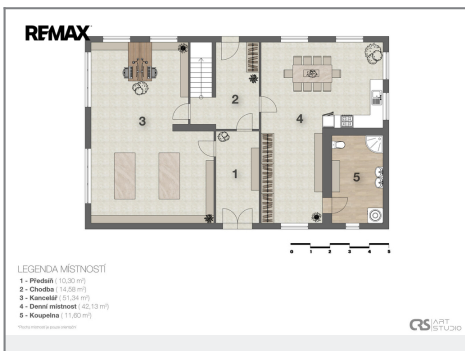 RE/MAX
3
2
4
1
5
0 1 2 3 4 5
LEGENDA MÍSTNOSTÍ
1 - Předsíň ( 10,30 m²)
2 - Chodba ( 14,58 m²)
3 - Kancelář ( 51,34 m²)
4 - Denní místnost ( 42,13 m²)
5 - Koupelna ( 11,60 m²)
CRS ART
STUDIO